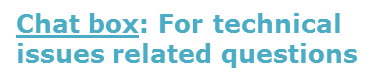 Chat box: For technical
issues related questions